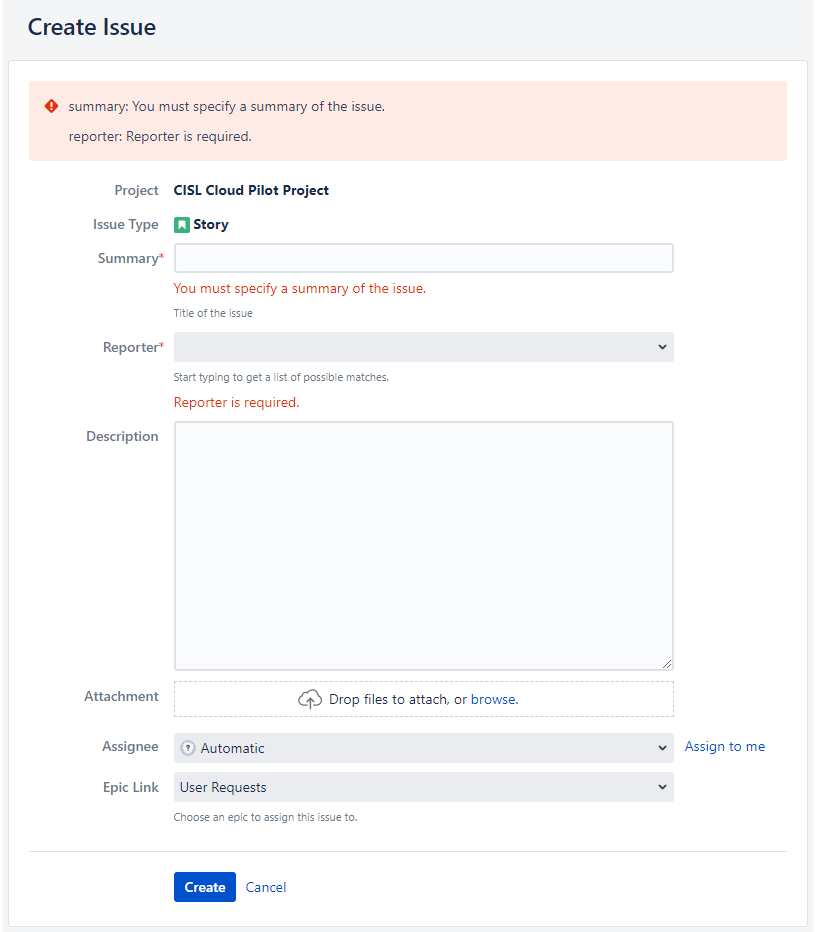 Create Issue
summary: You must specify a summary of the issue.
reporter: Reporter is required.
Project CISL Cloud Pilot Project
Issue Type Story
Summary*
You must specify a summary of the issue.
Title of the issue
Reporter*
Start typing to get a list of possible matches.
Reporter is required.
Description
Attachment Drop files to attach, or browse.
Assignee ? Automatic Assign to me
Epic Link User Requests
Choose an epic to assign this issue to.
Create Cancel